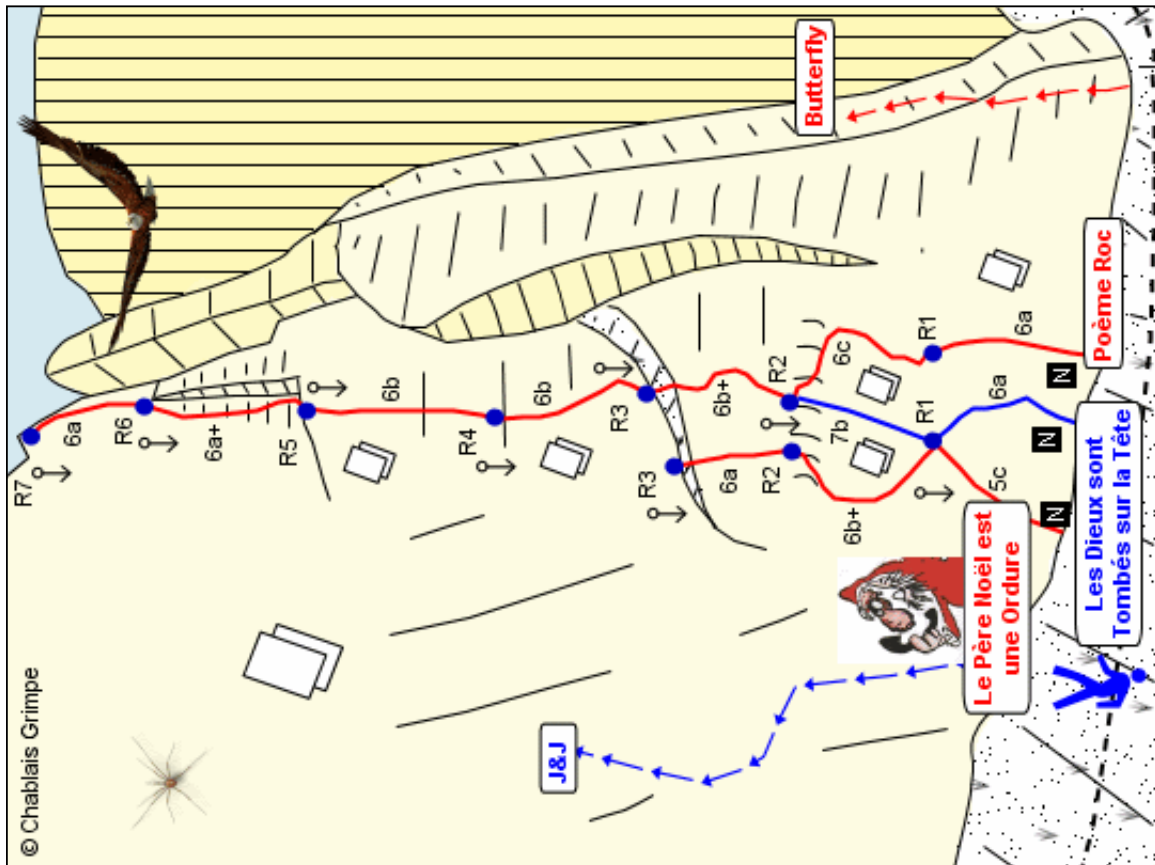 © Chablais Grimpe
R7
6a
R6
6a+
R5
6b
R4
6b
R3
R3
6b+
6a
R2
R2
7b
6c
6b+
R1
R1
6a
6a
5c
N
N
N
Butterfly
Poème Roc
Les Dieux sont
Tombés sur la Tête
Le Père Noël est
une Ordure
J&J